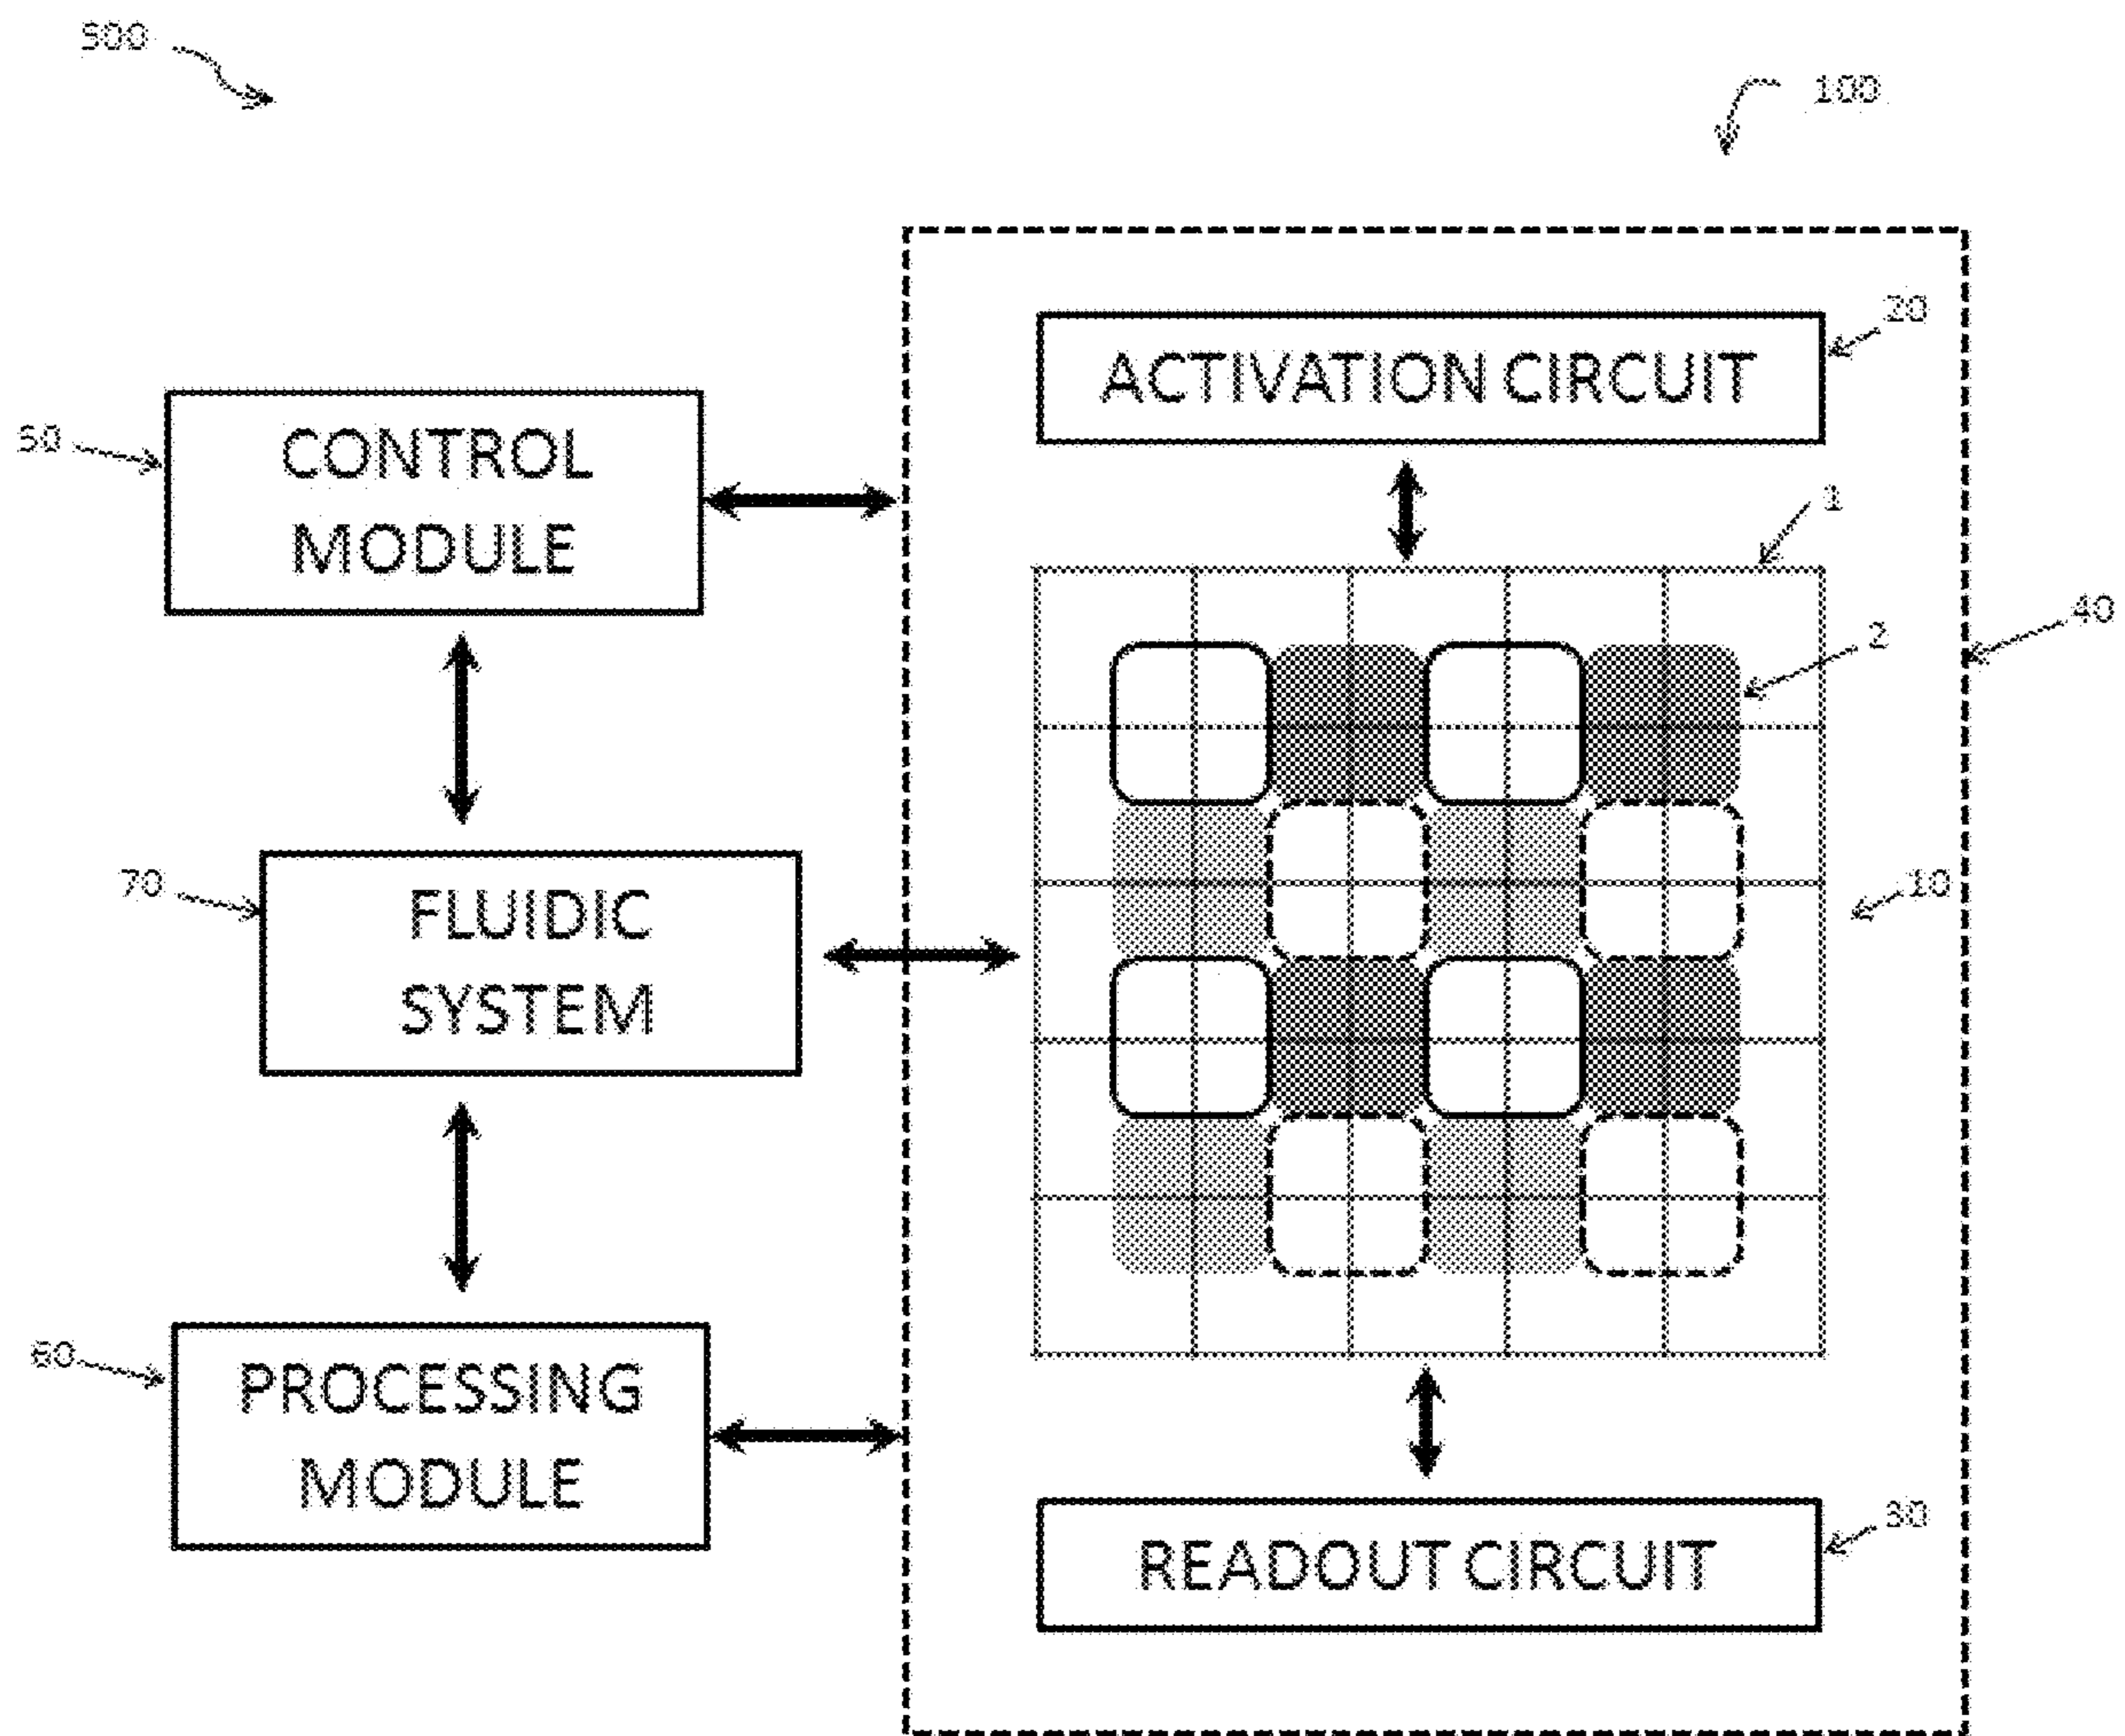 500
100
20
ACTIVATION CIRCUIT
CONTROL
MODULE
50
1
40
2
70
FLUIDIC
SYSTEM
10
60
PROCESSING
MODULE
30
READOUT CIRCUIT